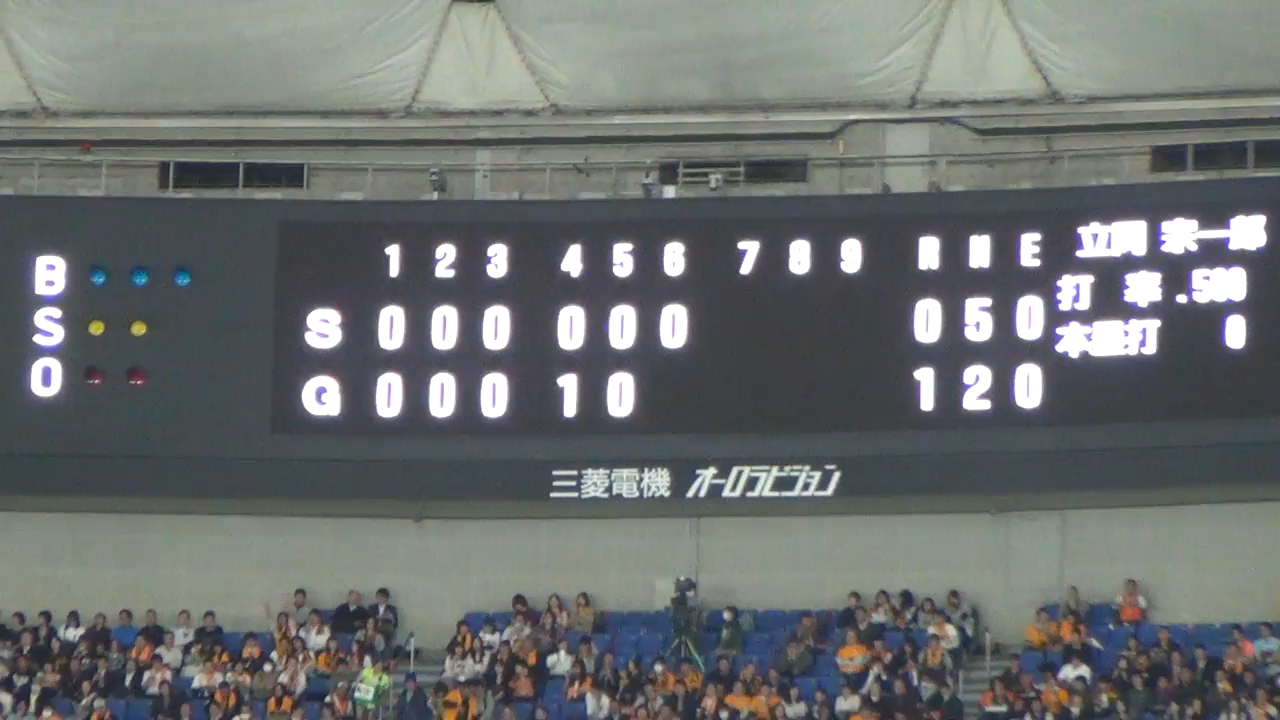 1 2 3 4 5 6 7 8 9 R H E
S 0 0 0 0 0 0 0 5 0
G 0 0 0 1 0 1 2 0
B
S
O
立岡 宗一郎
打 率 .500
本塁打 0
三菱電機 オーロラビジョン